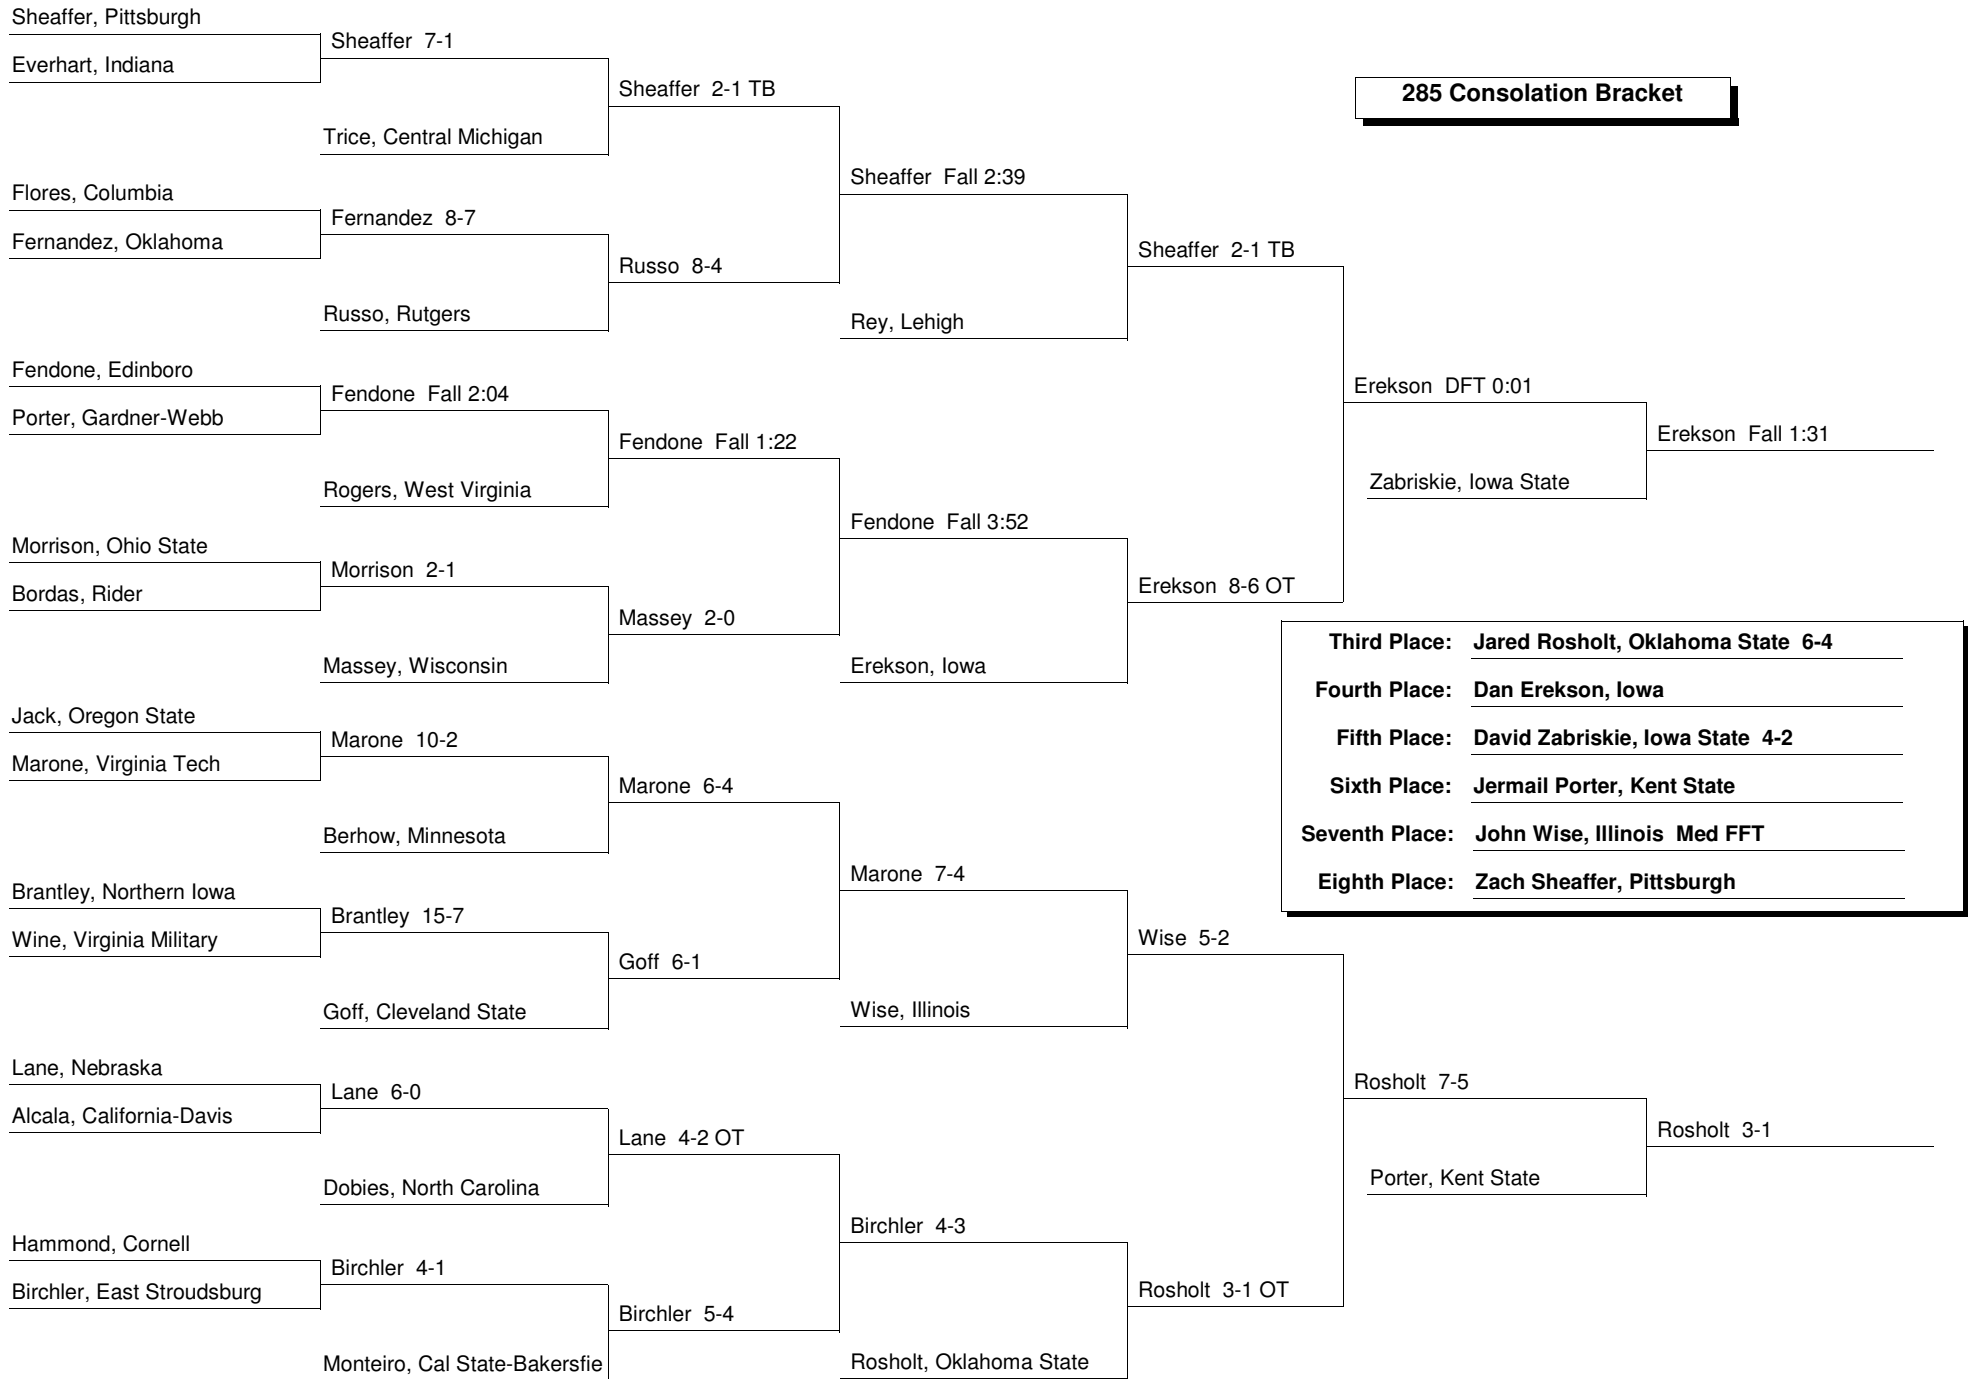 Sheaffer, Pittsburgh
Everhart, Indiana
Sheaffer 7-1
Trice, Central Michigan
Sheaffer 2-1 TB
Flores, Columbia
Fernandez, Oklahoma
Fernandez 8-7
Russo, Rutgers
Russo 8-4
Sheaffer Fall 2:39
Rey, Lehigh
Sheaffer 2-1 TB
Fendone, Edinboro
Porter, Gardner-Webb
Fendone Fall 2:04
Rogers, West Virginia
Fendone Fall 1:22
Morrison, Ohio State
Bordas, Rider
Morrison 2-1
Massey, Wisconsin
Massey 2-0
Fendone Fall 3:52
Erekson, Iowa
Erekson 8-6 OT
Erekson DFT 0:01
Zabriskie, Iowa State
Erekson Fall 1:31
285 Consolation Bracket
Jack, Oregon State
Marone, Virginia Tech
Marone 10-2
Berhow, Minnesota
Marone 6-4
Brantley, Northern Iowa
Wine, Virginia Military
Brantley 15-7
Goff, Cleveland State
Goff 6-1
Marone 7-4
Wise, Illinois
Wise 5-2
Lane, Nebraska
Alcala, California-Davis
Lane 6-0
Dobies, North Carolina
Lane 4-2 OT
Hammond, Cornell
Birchler, East Stroudsburg
Birchler 4-1
Monteiro, Cal State-Bakersfie
Birchler 5-4
Birchler 4-3
Rosholt, Oklahoma State
Rosholt 3-1 OT
Rosholt 7-5
Porter, Kent State
Rosholt 3-1
Third Place: Jared Rosholt, Oklahoma State 6-4
Fourth Place: Dan Erekson, Iowa
Fifth Place: David Zabriskie, Iowa State 4-2
Sixth Place: Jermail Porter, Kent State
Seventh Place: John Wise, Illinois Med FFT
Eighth Place: Zach Sheaffer, Pittsburgh